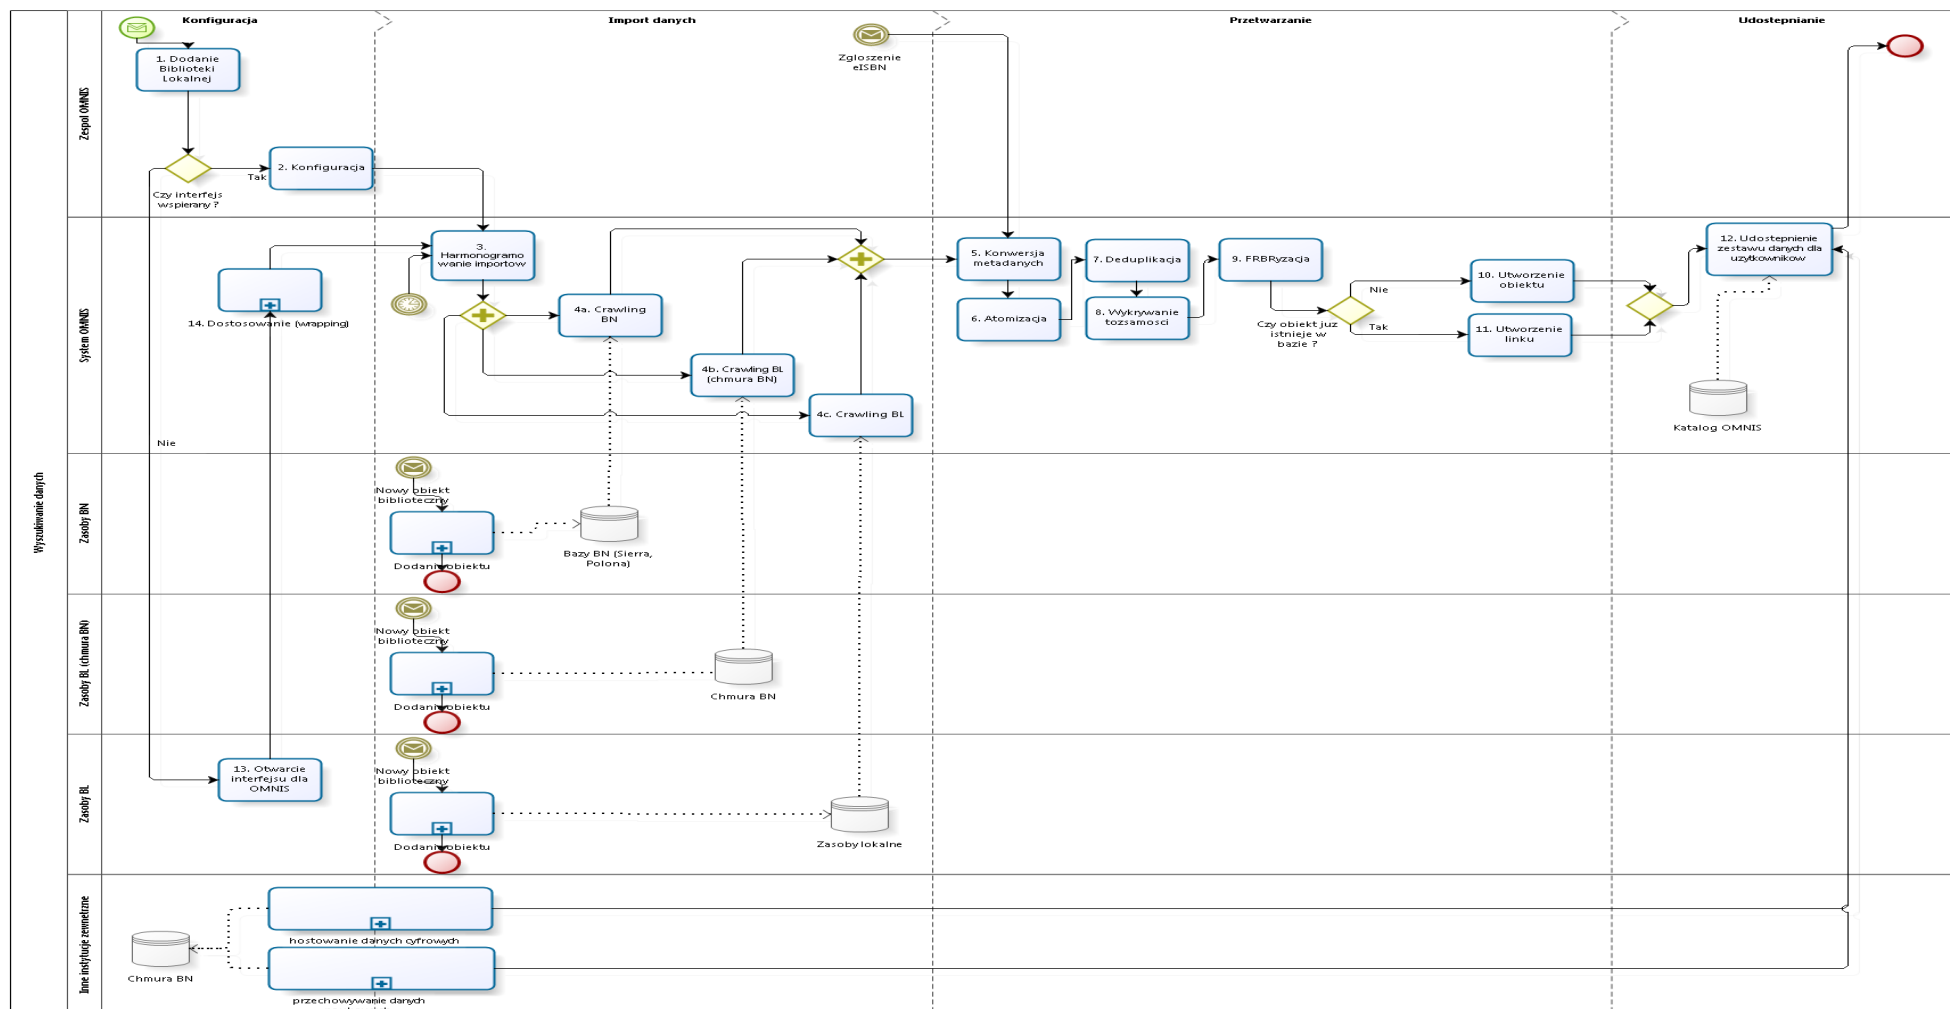 Konfiguracja
Import danych
Przetwarzanie
Udostepnianie
Wyszukiwanie danych
Zespol OMNIS
1. Dodanie
Biblioteki
Lokalnej
Czy interfejs
wspierany ?
Tak
2. Konfiguracja
Zgloszenie
eISBN
System OMNIS
14. Dostosowanie (wrapping)
3.
Harmonogramo
wanie importow
4a. Crawling
BN
4b. Crawling BL
(chmura BN)
4c. Crawling BL
5. Konwersja
metadanych
6. Atomizacja
7. Deduplikacja
8. Wykrywanie
tozsamosci
9. FRBRyzacja
Czy obiekt juz
istnieje w
bazie ?
Nie
Tak
10. Utworzenie
obiektu
11. Utworzenie
linku
12. Udostepnienie
zestawu danych dla
uzytkownikow
Katalog OMNIS
Nie
Zasoby BN
Nowy obiekt
biblioteczny
Dodanie obiektu
Bazy BN (Sierra,
Polona)
Zasoby BL (chmura BN)
Nowy obiekt
biblioteczny
Dodanie obiektu
Chmura BN
Zasoby BL
13. Otwarcie
interfejsu dla
OMNIS
Nowy obiekt
biblioteczny
Dodanie obiektu
Zasoby lokalne
Inne instytucje zewnetrzne
Chmura BN
hostowanie danych cyfrowych
przechowywanie danych